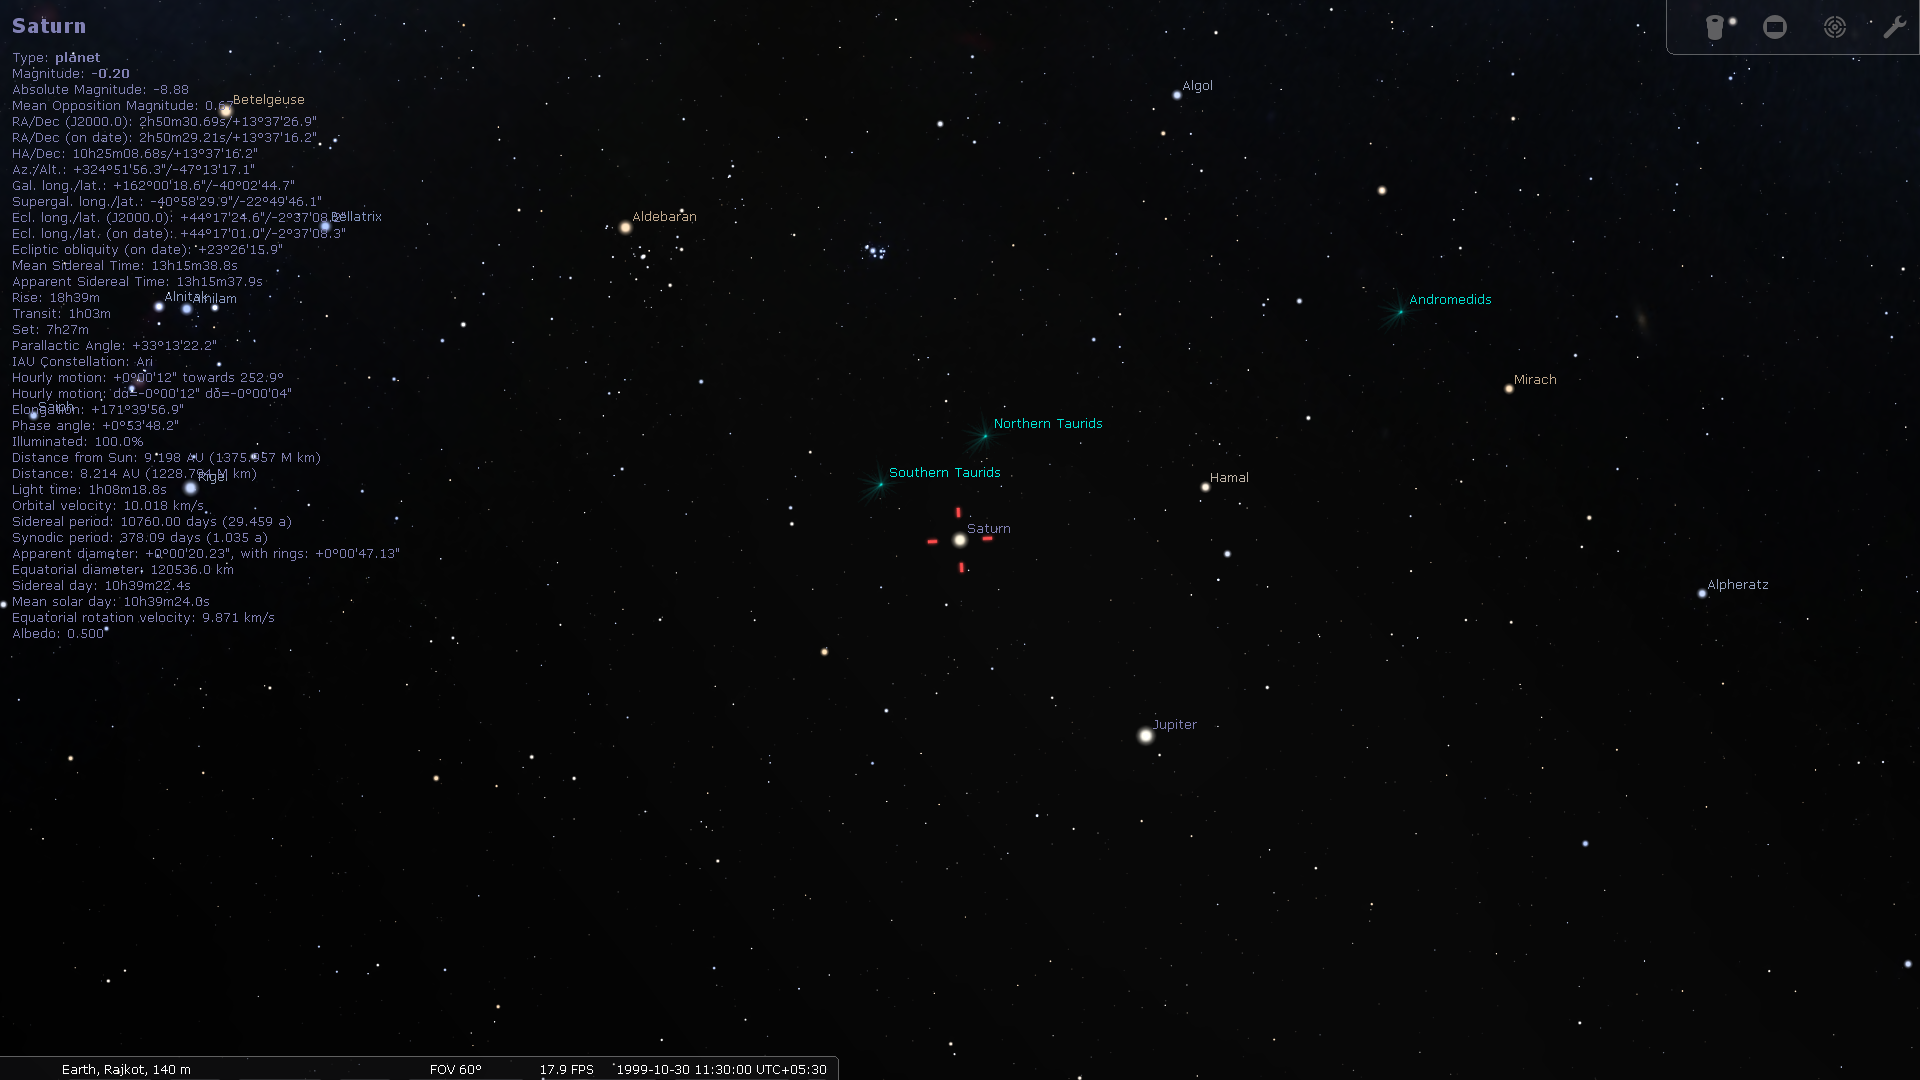 Saturn
Type: planet
Magnitude: -0.20
Absolute Magnitude: -8.88
Mean Opposition Magnitude: 0.67
RA/Dec (J2000.0): 2h50m30.69s/+13°37'26.9"
RA/Dec (on date): 2h50m29.21s/+13°37'16.2"
HA/Dec: 10h25m08.68s/+13°37'16.2"
Az./Alt.: +324°51'56.3"/-47°13'17.1"
Gal. long./lat.: +162°00'18.6"/-40°02'44.7"
Supergal. long./lat.: -40°58'29.9"/-22°49'46.1"
Ecl. long./lat. (J2000.0): +44°17'24.6"/-2°37'08.2"
Ecl. long./lat. (on date): +44°17'01.0"/-2°37'08.3"
Ecliptic obliquity (on date): +23°26'15.9"
Mean Sidereal Time: 13h15m38.8s
Apparent Sidereal Time: 13h15m37.9s
Rise: 18h39m
Transit: 1h03m
Set: 7h27m
Parallactic Angle: +33°13'22.2"
IAU Constellation: Ari
Hourly motion: +0°00'12" towards 252.9°
Hourly motion: dα=-0°00'12" dδ=-0°00'04"
Elongation: +171°39'56.9"
Phase angle: +0°53'48.2"
Illuminated: 100.0%
Distance from Sun: 9.198 AU (1375.957 M km)
Distance: 8.214 AU (1228.794 M km)
Light time: 1h08m18.8s
Orbital velocity: 10.018 km/s
Sidereal period: 10760.00 days (29.459 a)
Synodic period: 378.09 days (1.035 a)
Apparent diameter: +0°00'20.23", with rings: +0°00'47.13"
Equatorial diameter: 120536.0 km
Sidereal day: 10h39m22.4s
Mean solar day: 10h39m24.0s
Equatorial rotation velocity: 9.871 km/s
Albedo: 0.500
Betelgeuse
Bellatrix
Alnitak
Alnilam
Saiph
Rigel
Aldebaran
Algol
Andromedids
Mirach
Northern Taurids
Southern Taurids
Hamal
Saturn
Alpheratz
Jupiter
Earth, Rajkot, 140 m
FOV 60°
17.9 FPS
1999-10-30 11:30:00 UTC+05:30